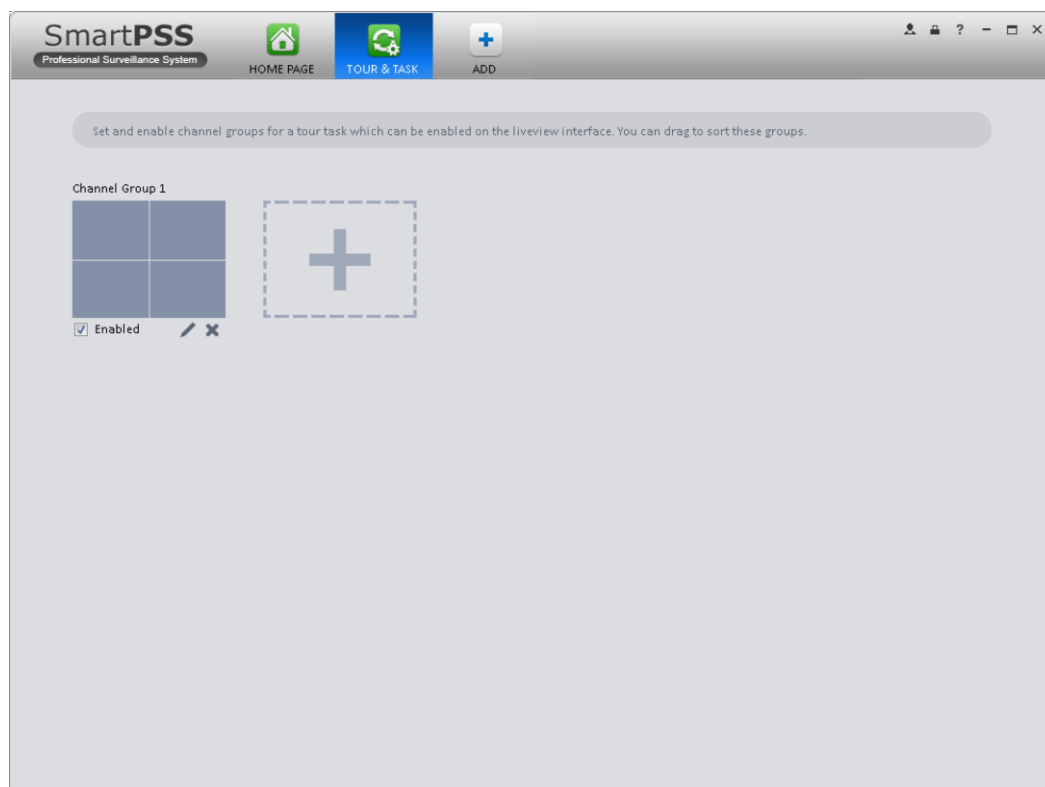 SmartPSS
Professional Surveillance System
HOME PAGE
TOUR & TASK
ADD
?
Set and enable channel groups for a tour task which can be enabled on the liveview interface. You can drag to sort these groups.
Channel Group 1
Enabled